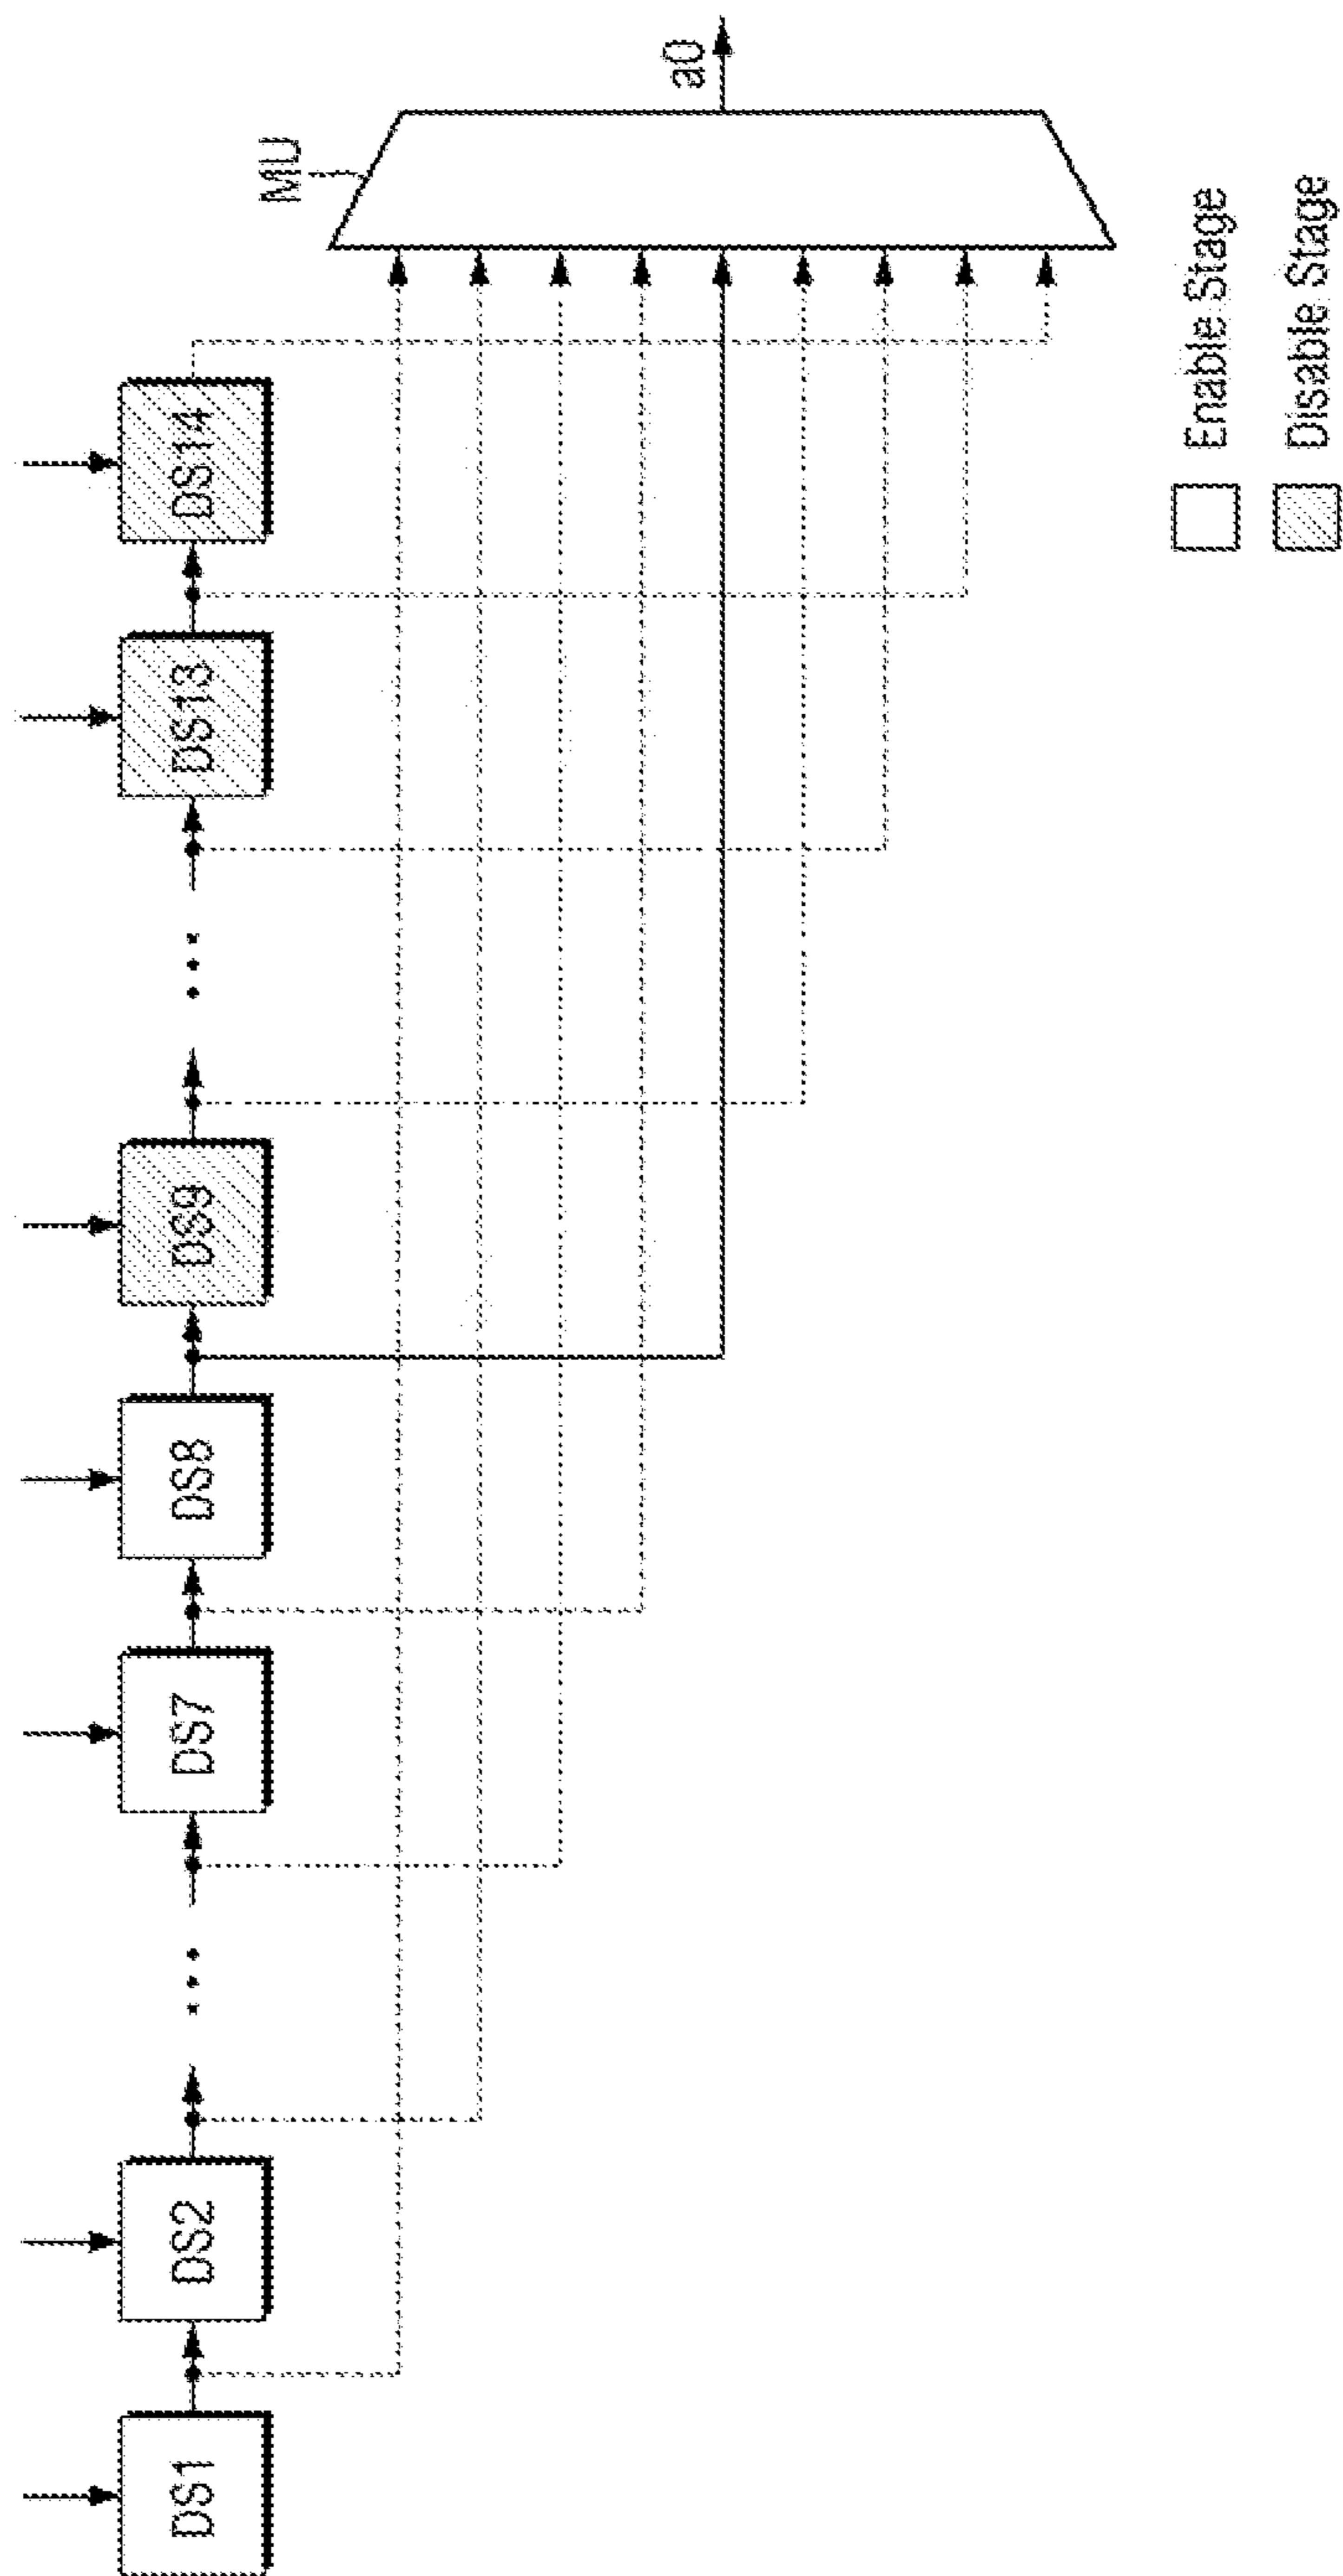 DS1
DS2
...
DS7
DS8
DS9
...
DS13
DS14
MU
a0
Enable Stage
Disable Stage